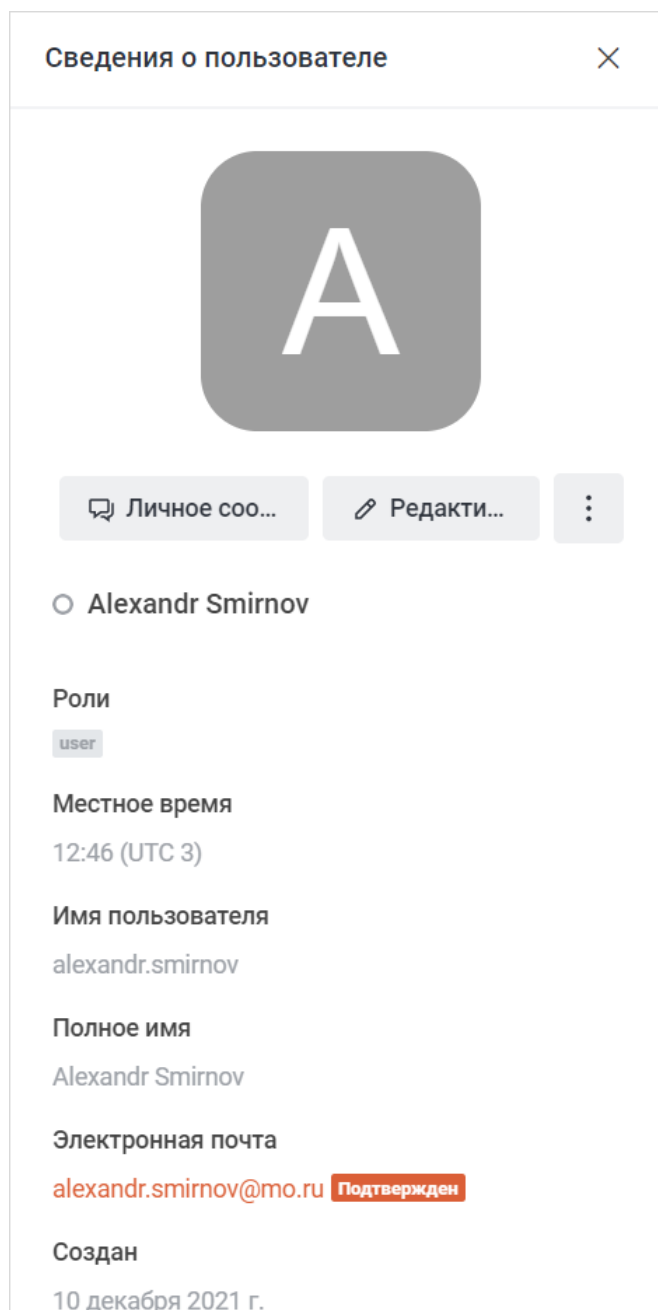 Сведения о пользователе
A
Личное соо...
Редакти...
Alexandr Smirnov
Роли
user
Местное время
12:46 (UTC 3)
Имя пользователя
alexandr.smirnov
Полное имя
Alexandr Smirnov
Электронная почта
alexandr.smirnov@mo.ru Подтвержден
Создан
10 декабря 2021 г.